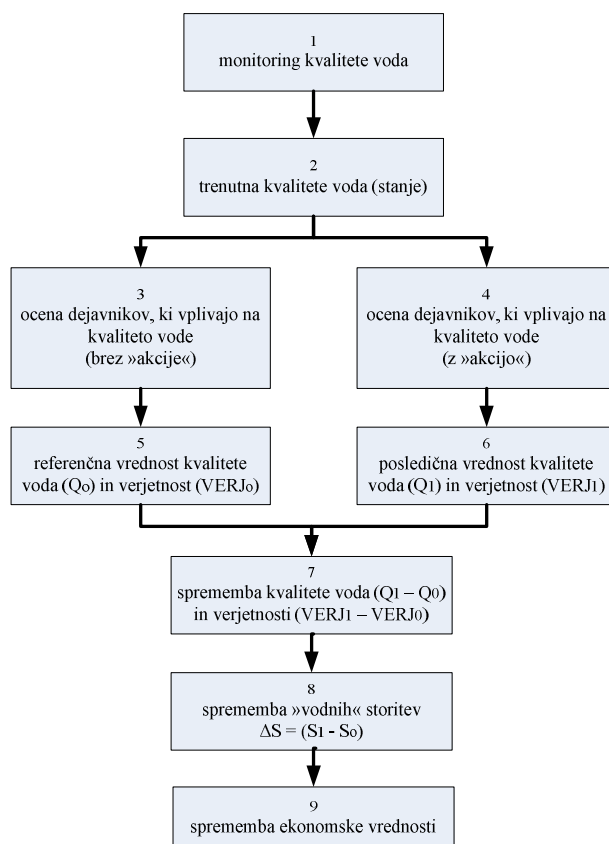 1
monitoring kvalitete voda
2
trenutna kvalitete voda (stanje)
3
ocena dejavnikov, ki vplivajo na
kvaliteto vode
(brez »akcije«)
4
ocena dejavnikov, ki vplivajo na
kvaliteto vode
(z »akcijo«)
5
referenčna vrednost kvalitete
voda (Q₀) in verjetnost (VERJ₀)
6
posledična vrednost kvalitete
voda (Q₁) in verjetnost (VERJ₁)
7
sprememba kvalitete voda (Q₁ – Q₀)
in verjetnosti (VERJ₁ – VERJ₀)
8
sprememba »vodnih« storitev
ΔS = (S₁ - S₀)
9
sprememba ekonomske vrednosti